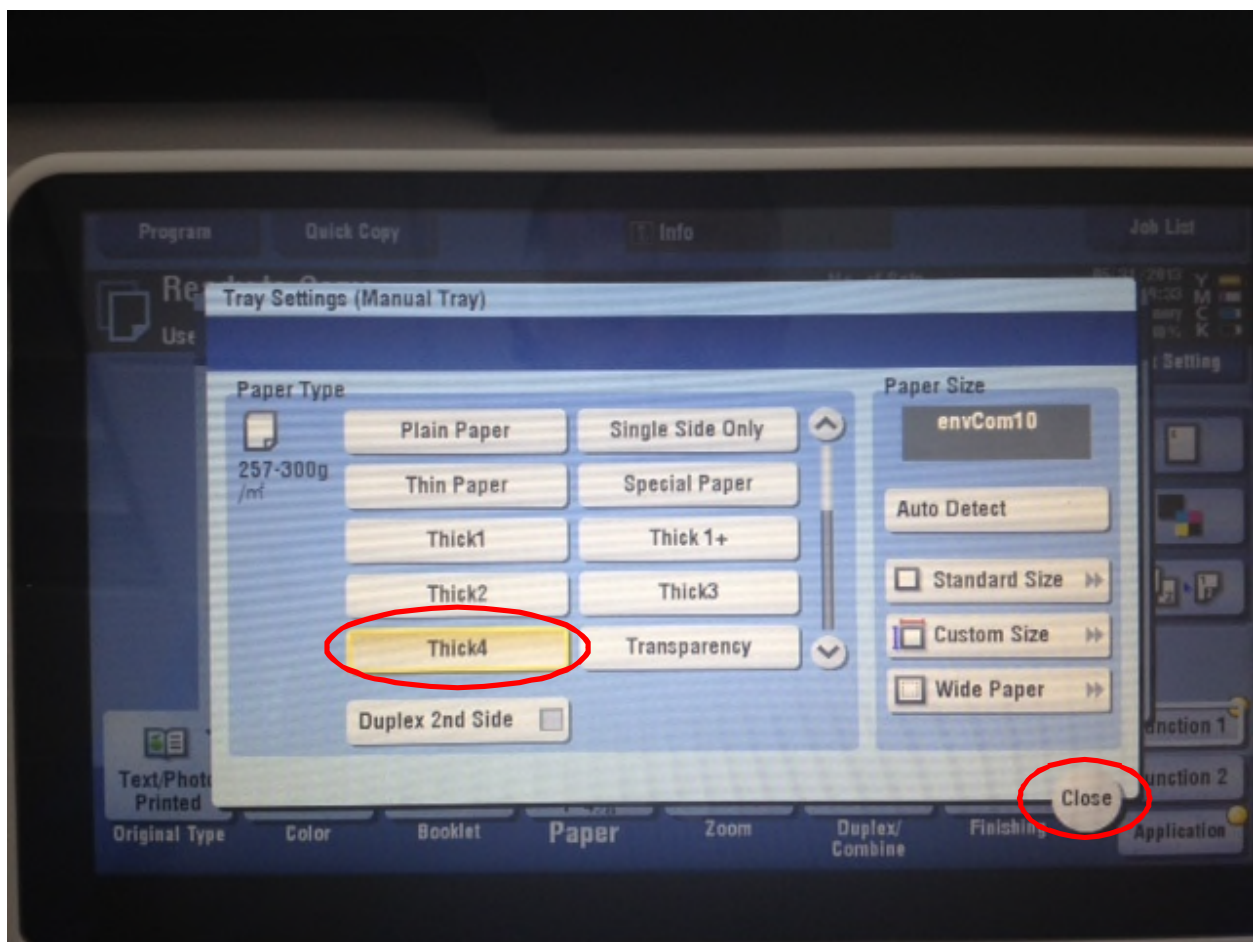 Program
Quick Copy
Info
Job List
Tray Settings (Manual Tray)
Use
Setting
Paper Type
Paper Size
Plain Paper
Single Side Only
envCom10
257-300g
/㎡
Thin Paper
Special Paper
Auto Detect
Thick1
Thick 1+
Thick2
Thick3
Standard Size
Thick4
Transparency
Custom Size
Wide Paper
Duplex 2nd Side
Text/Photo
Printed
Close
Original Type
Color
Booklet
Paper
Zoom
Duplex/
Combine
Finishing
Application
Y
M
C
K